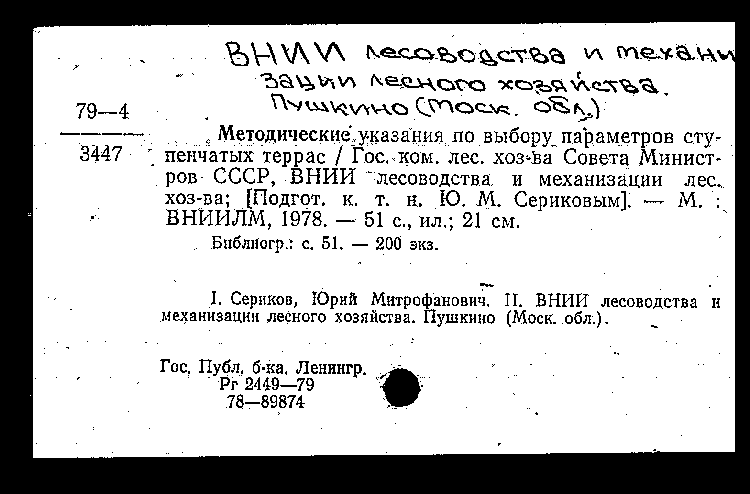 ВНИИ лесоводства и механи
зации лесного хозяйства.
Пушкино (Моск. обл.)
79—4
3447
Методические указания по выбору параметров сту-
пенчатых террас / Гос. ком. лес. хоз-ва Совета Минист-
ров СССР, ВНИИ лесоводства и механизации лес.
хоз-ва; [Подгот. к. т. н. Ю. М. Сериковым]. — М. :
ВНИИЛМ, 1978. — 51 с., ил.; 21 см.
Библиогр.: с. 51. — 200 экз.
I. Сериков, Юрий Митрофанович. II. ВНИИ лесоводства и
механизации лесного хозяйства. Пушкино (Моск. обл.).
Гос. Публ. б-ка. Ленингр.
Рг 2449—79
78—89874